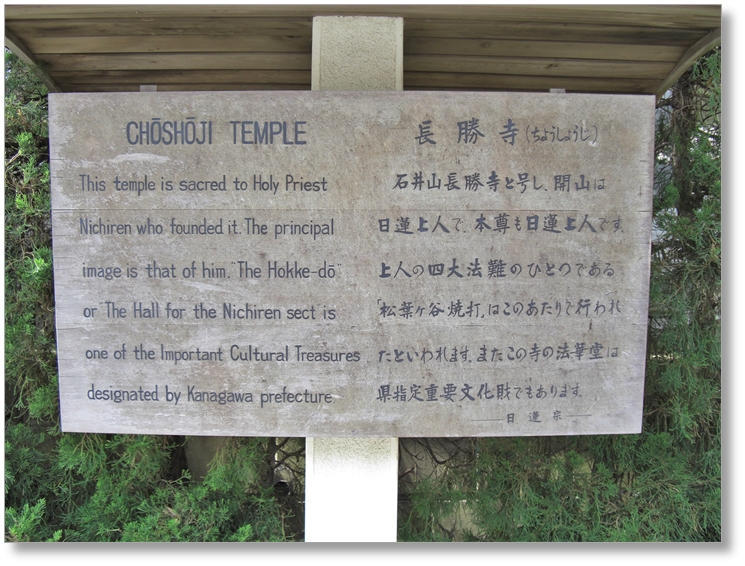 CHŌSHŌJI TEMPLE
This temple is sacred to Holy Priest
Nichiren who founded it. The principal
image is that of him. "The Hokke-dō"
or "The Hall for the Nichiren sect is
one of the Important Cultural Treasures
designated by Kanagawa prefecture
長勝寺(ちょうしょうじ)
石井山長勝寺と号し、開山は
日蓮上人で、本尊も日蓮上人です。
上人の四大法難のひとつである
「松葉ヶ谷焼打」はこのあたりで行われ
たといわれます。またこの寺の法華堂は
県指定重要文化財でもあります。
——日蓮宗——